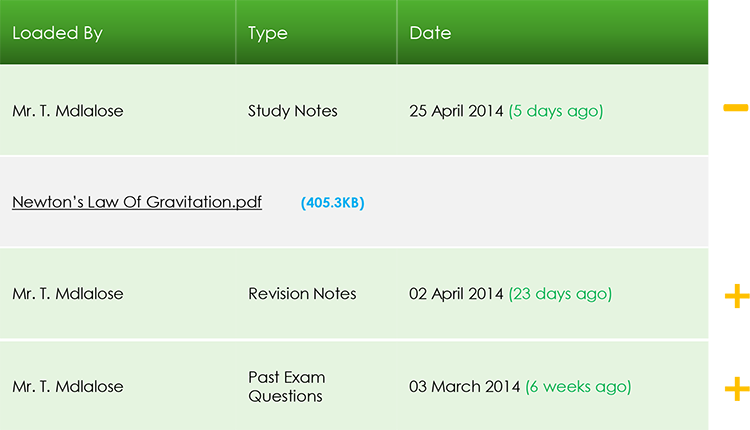 Loaded By Type Date
Mr. T. Mdlalose Study Notes 25 April 2014 (5 days ago)
Newton's Law Of Gravitation.pdf (405.3KB)
Mr. T. Mdlalose Revision Notes 02 April 2014 (23 days ago)
Mr. T. Mdlalose Past Exam Questions 03 March 2014 (6 weeks ago)